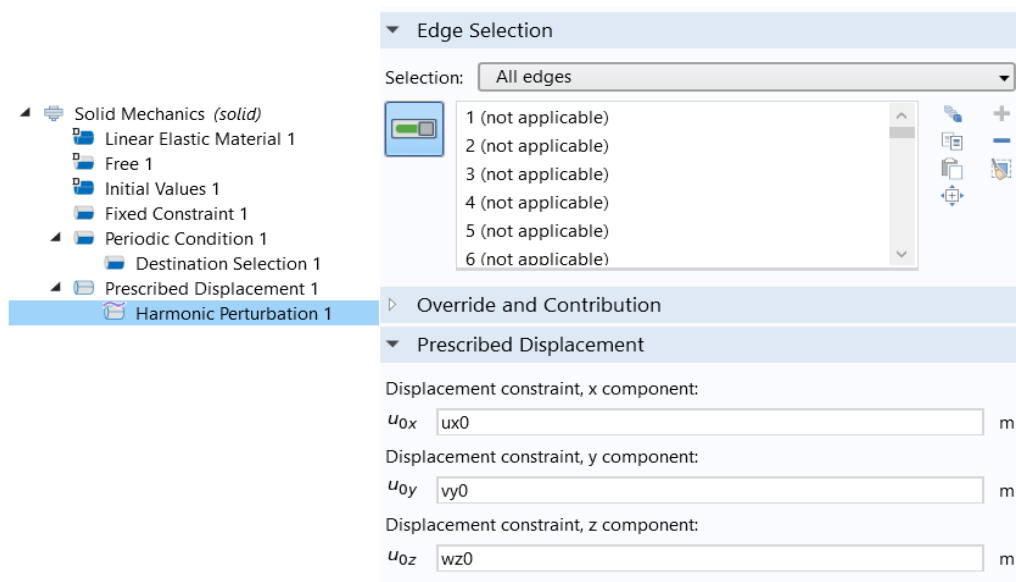 Solid Mechanics (solid)
Linear Elastic Material 1
Free 1
Initial Values 1
Fixed Constraint 1
Periodic Condition 1
Destination Selection 1
Prescribed Displacement 1
Harmonic Perturbation 1
Edge Selection
Selection: All edges
1 (not applicable)
2 (not applicable)
3 (not applicable)
4 (not applicable)
5 (not applicable)
6 (not applicable)
Override and Contribution
Prescribed Displacement
Displacement constraint, x component:
u0x ux0 m
Displacement constraint, y component:
u0y vy0 m
Displacement constraint, z component:
u0z wz0 m